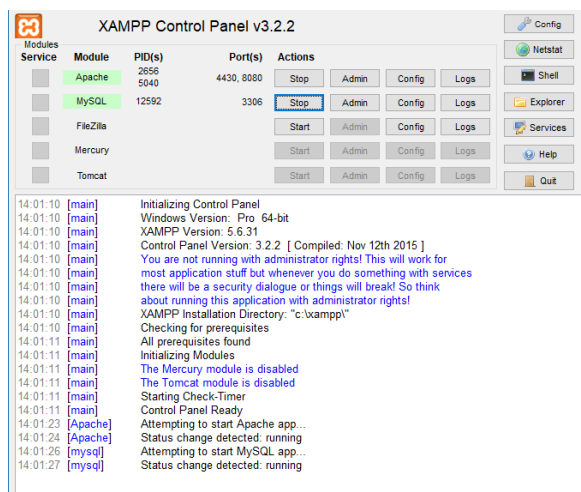 XAMPP Control Panel v3.2.2
Config
Modules
Service Module PID(s) Port(s) Actions
Netstat
Apache 2656 5040 4430, 8080 Stop Admin Config Logs
Shell
MySQL 12592 3306 Stop Admin Config Logs
Explorer
FileZilla Start Admin Config Logs
Services
Mercury Start Admin Config Logs
Help
Tomcat Start Admin Config Logs
Quit
14:01:10 [main] Initializing Control Panel
14:01:10 [main] Windows Version: Pro 64-bit
14:01:10 [main] XAMPP Version: 5.6.31
14:01:10 [main] Control Panel Version: 3.2.2 [ Compiled: Nov 12th 2015 ]
14:01:10 [main] You are not running with administrator rights! This will work for
14:01:10 [main] most application stuff but whenever you do something with services
14:01:10 [main] there will be a security dialogue or things will break! So think
14:01:10 [main] about running this application with administrator rights!
14:01:10 [main] XAMPP Installation Directory: "c:\xampp\"
14:01:10 [main] Checking for prerequisites
14:01:11 [main] All prerequisites found
14:01:11 [main] Initializing Modules
14:01:11 [main] The Mercury module is disabled
14:01:11 [main] The Tomcat module is disabled
14:01:11 [main] Starting Check-Timer
14:01:11 [main] Control Panel Ready
14:01:23 [Apache] Attempting to start Apache app...
14:01:24 [Apache] Status change detected: running
14:01:26 [mysql] Attempting to start MySQL app...
14:01:27 [mysql] Status change detected: running